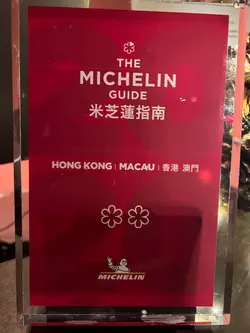 THE
MICHELIN
GUIDE
米芝蓮指南
HONG KONG | MACAU | 香港 澳門
MICHELIN